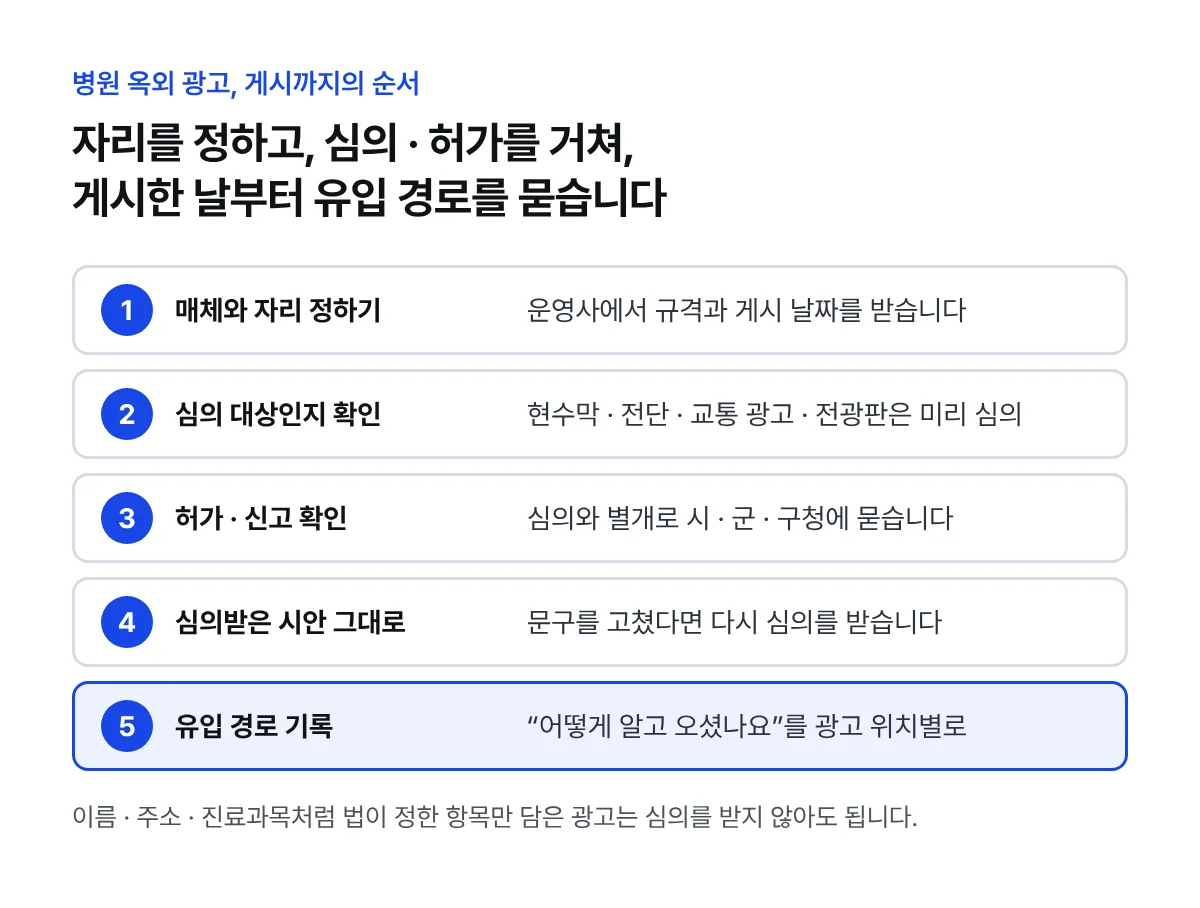 병원 옥외 광고, 게시까지의 순서
자리를 정하고, 심의 · 허가를 거쳐,
게시한 날부터 유입 경로를 묻습니다
1 매체와 자리 정하기 운영사에서 규격과 게시 날짜를 받습니다
2 심의 대상인지 확인 현수막 · 전단 · 교통 광고 · 전광판은 미리 심의
3 허가 · 신고 확인 심의와 별개로 시 · 군 · 구청에 묻습니다
4 심의받은 시안 그대로 문구를 고쳤다면 다시 심의를 받습니다
5 유입 경로 기록 “어떻게 알고 오셨나요”를 광고 위치별로
이름 · 주소 · 진료과목처럼 법이 정한 항목만 담은 광고는 심의를 받지 않아도 됩니다.